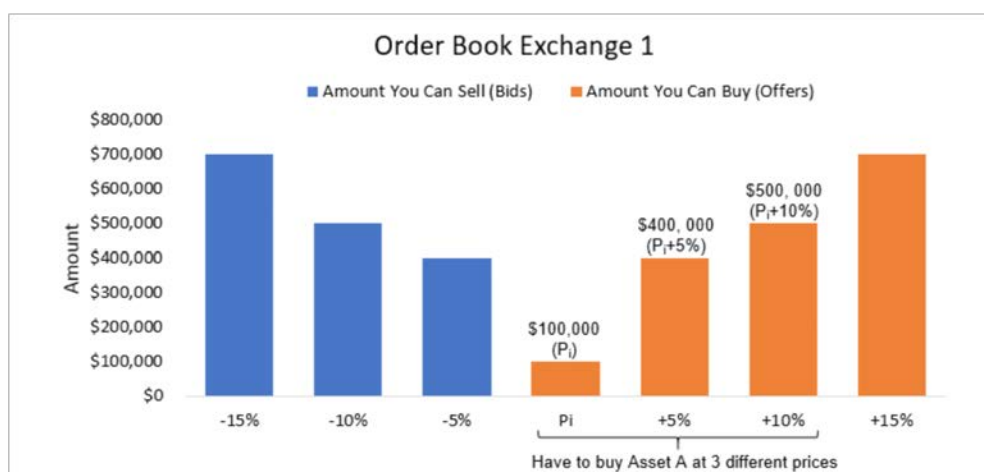 Order Book Exchange 1
Amount You Can Sell (Bids) Amount You Can Buy (Offers)
Amount
$800,000
$700,000
$600,000
$500,000
$400,000
$300,000
$200,000
$100,000
$0
$100,000
(Pi)
$400, 000
(Pi+5%)
$500, 000
(Pi+10%)
-15% -10% -5% Pi +5% +10% +15%
Have to buy Asset A at 3 different prices